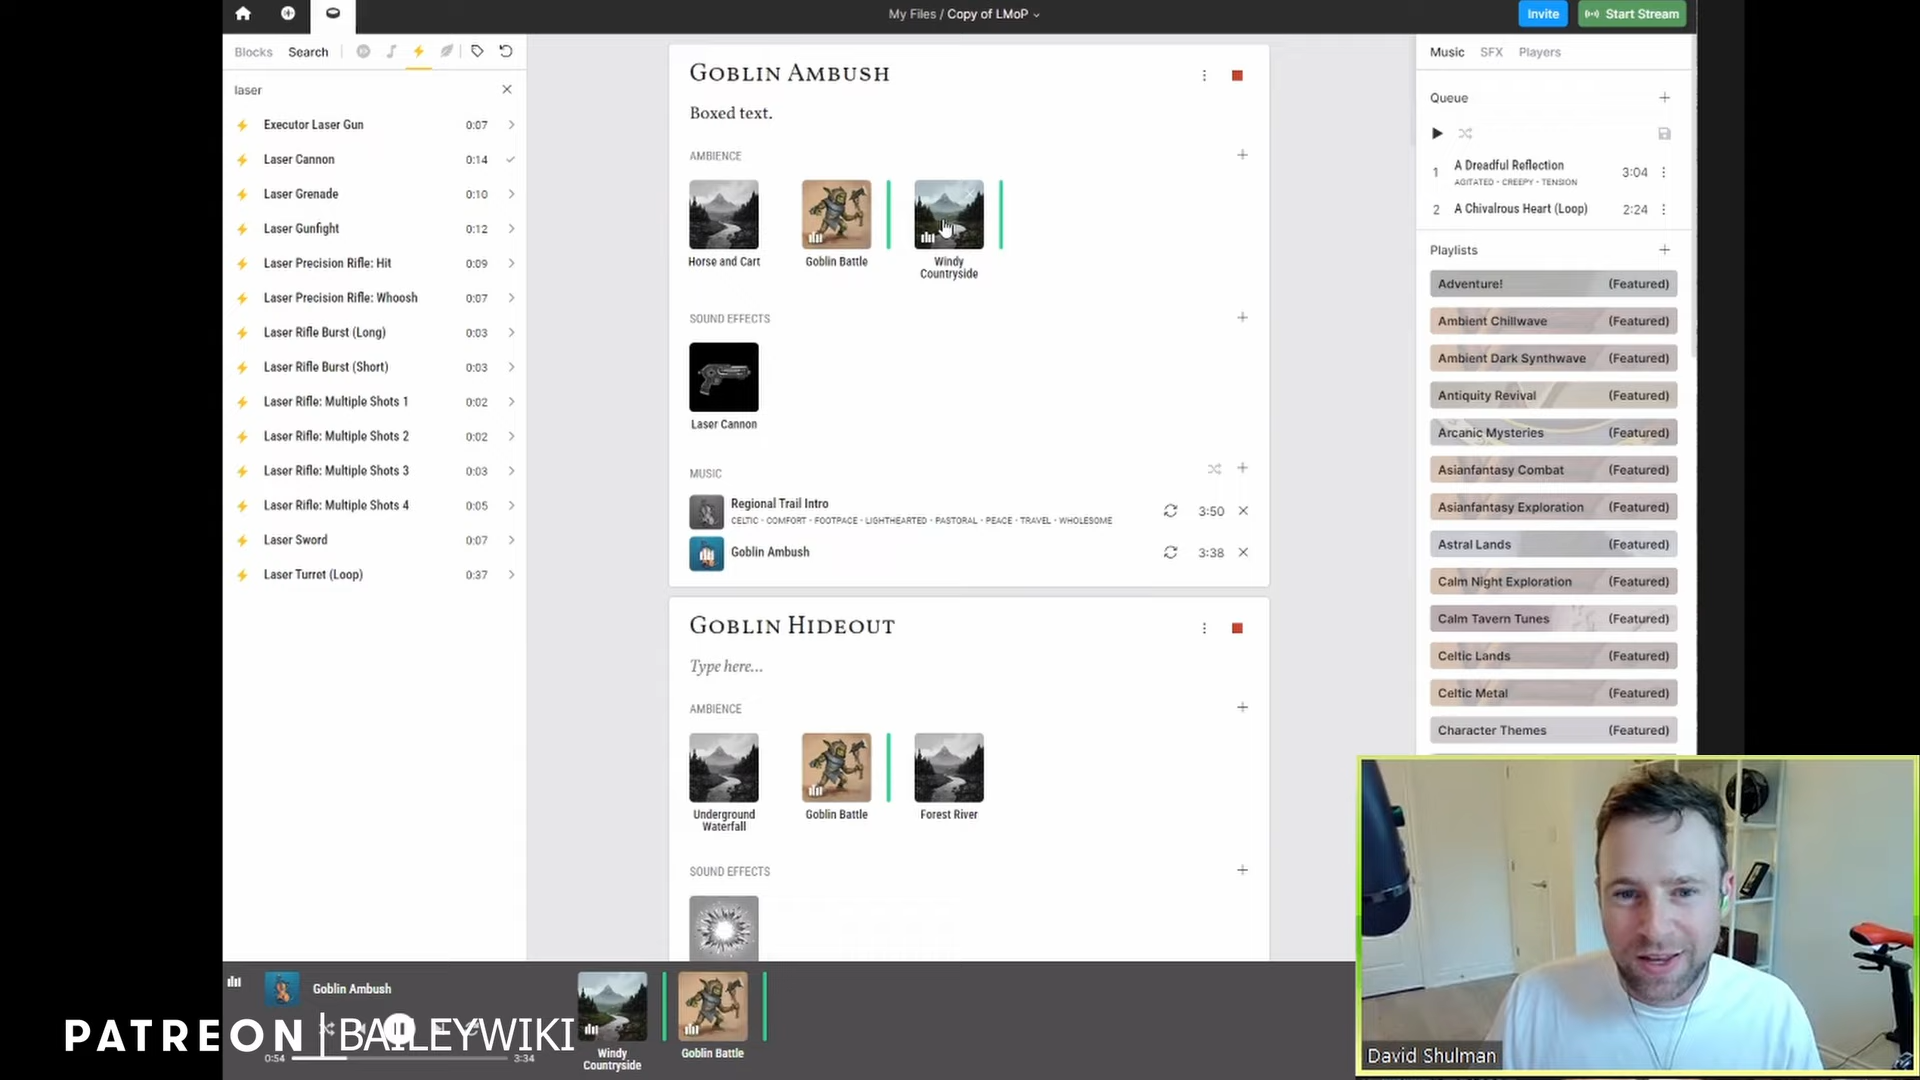 My Files / Copy of LMoP
Invite
Start Stream
Blocks
Search
laser
Executor Laser Gun 0:07
Laser Cannon 0:14
Laser Grenade 0:10
Laser Gunfight 0:12
Laser Precision Rifle: Hit 0:09
Laser Precision Rifle: Whoosh 0:07
Laser Rifle Burst (Long) 0:03
Laser Rifle Burst (Short) 0:03
Laser Rifle: Multiple Shots 1 0:02
Laser Rifle: Multiple Shots 2 0:02
Laser Rifle: Multiple Shots 3 0:03
Laser Rifle: Multiple Shots 4 0:05
Laser Sword 0:07
Laser Turret (Loop) 0:37
Goblin Ambush
Boxed text.
AMBIENCE
Horse and Cart
Goblin Battle
Windy
Countryside
SOUND EFFECTS
Laser Cannon
MUSIC
Regional Trail Intro 3:50
CELTIC - COMFORT - FOOTPACE - LIGHTHEARTED - PASTORAL - PEACE - TRAVEL - WHOLESOME
Goblin Ambush 3:38
Goblin Hideout
Type here...
AMBIENCE
Underground
Waterfall
Goblin Battle
Forest River
SOUND EFFECTS
Music SFX Players
Queue
1 A Dreadful Reflection 3:04
AGITATED - CREEPY - TENSION
2 A Chivalrous Heart (Loop) 2:24
Playlists
Adventure! (Featured)
Ambient Chillwave (Featured)
Ambient Dark Synthwave (Featured)
Antiquity Revival (Featured)
Arcanic Mysteries (Featured)
Asianfantasy Combat (Featured)
Asianfantasy Exploration (Featured)
Astral Lands (Featured)
Calm Night Exploration (Featured)
Calm Tavern Tunes (Featured)
Celtic Lands (Featured)
Celtic Metal (Featured)
Character Themes (Featured)
Goblin Ambush
0:54
3:34
Windy
Countryside
Goblin Battle
PATREON | BAILEYWIKI
David Shulman